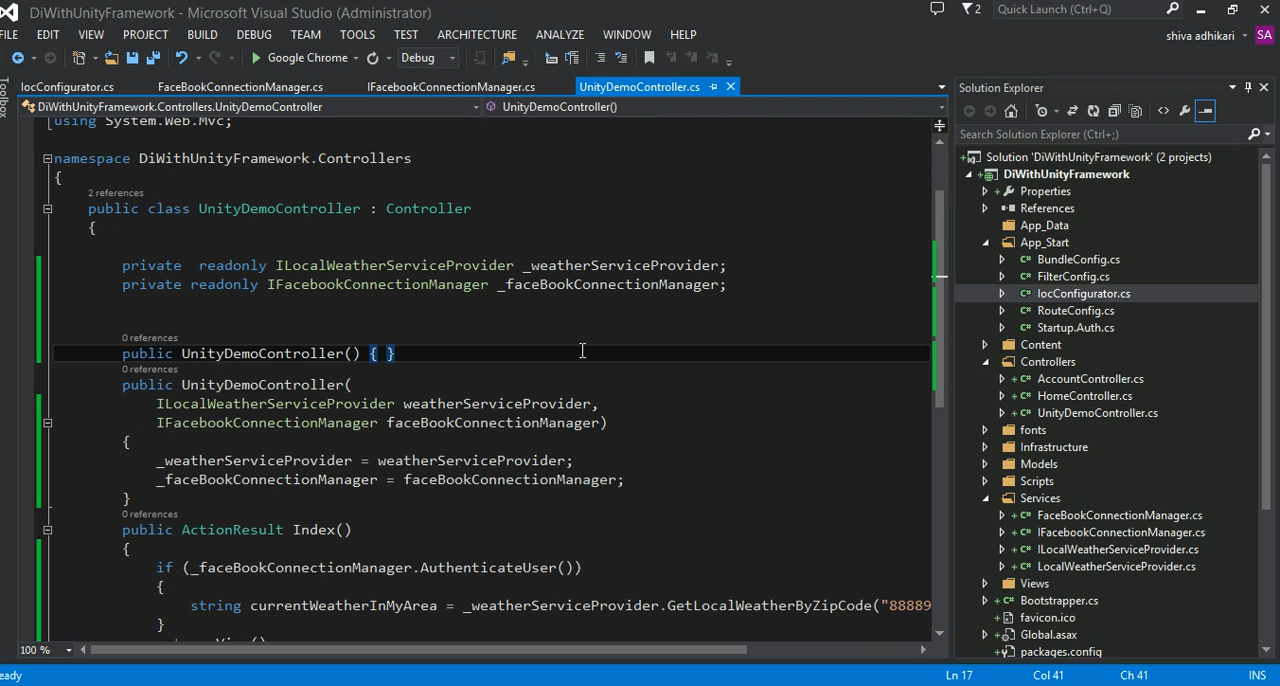 DiWithUnityFramework - Microsoft Visual Studio (Administrator)
2
Quick Launch (Ctrl+Q)
FILE EDIT VIEW PROJECT BUILD DEBUG TEAM TOOLS TEST ARCHITECTURE ANALYZE WINDOW HELP
shiva adhikari SA
Google Chrome Debug
Toolbox
IocConfigurator.cs FaceBookConnectionManager.cs IFacebookConnectionManager.cs UnityDemoController.cs
DiWithUnityFramework.Controllers.UnityDemoController UnityDemoController()
using System.Web.Mvc;
namespace DiWithUnityFramework.Controllers
{
2 references
public class UnityDemoController : Controller
{
private  readonly ILocalWeatherServiceProvider _weatherServiceProvider;
private readonly IFacebookConnectionManager _faceBookConnectionManager;
0 references
public UnityDemoController() { }
0 references
public UnityDemoController(
ILocalWeatherServiceProvider weatherServiceProvider,
IFacebookConnectionManager faceBookConnectionManager)
{
_weatherServiceProvider = weatherServiceProvider;
_faceBookConnectionManager = faceBookConnectionManager;
}
0 references
public ActionResult Index()
{
if (_faceBookConnectionManager.AuthenticateUser())
{
string currentWeatherInMyArea = _weatherServiceProvider.GetLocalWeatherByZipCode("88889
}
return View()
100 %
Solution Explorer
Search Solution Explorer (Ctrl+;)
Solution 'DiWithUnityFramework' (2 projects)
DiWithUnityFramework
Properties
References
App_Data
App_Start
C# BundleConfig.cs
C# FilterConfig.cs
C# IocConfigurator.cs
C# RouteConfig.cs
C# Startup.Auth.cs
Content
Controllers
C# AccountController.cs
C# HomeController.cs
C# UnityDemoController.cs
fonts
Infrastructure
Models
Scripts
Services
C# FaceBookConnectionManager.cs
C# IFacebookConnectionManager.cs
C# ILocalWeatherServiceProvider.cs
C# LocalWeatherServiceProvider.cs
Views
C# Bootstrapper.cs
favicon.ico
Global.asax
packages.config
eady Ln 17 Col 41 Ch 41 INS